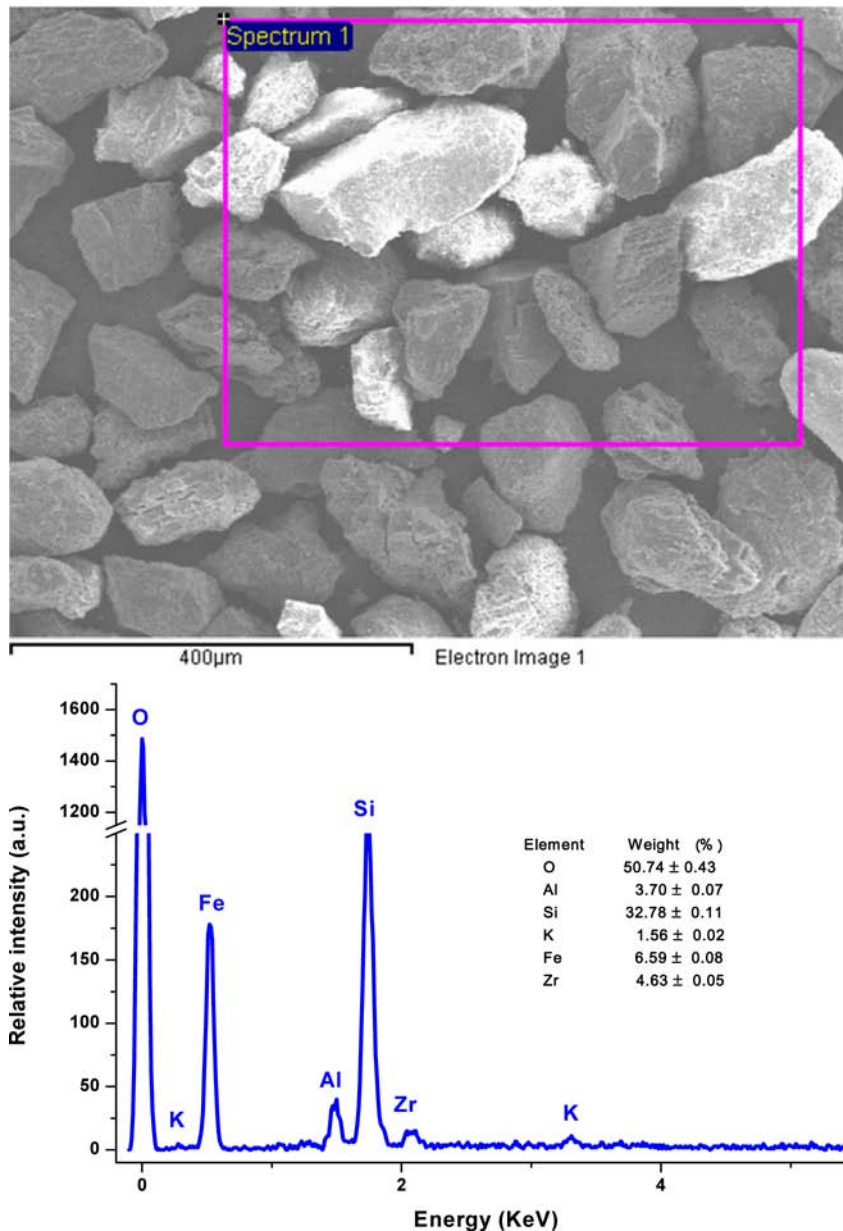 Spectrum 1
400µm
Electron Image 1
1600
1400
1200
200
150
100
50
0
Relative intensity (a.u.)
O
K
Fe
Al
Si
Zr
K
Element Weight (%)
O 50.74 ± 0.43
Al 3.70 ± 0.07
Si 32.78 ± 0.11
K 1.56 ± 0.02
Fe 6.59 ± 0.08
Zr 4.63 ± 0.05
0 2 4
Energy (KeV)